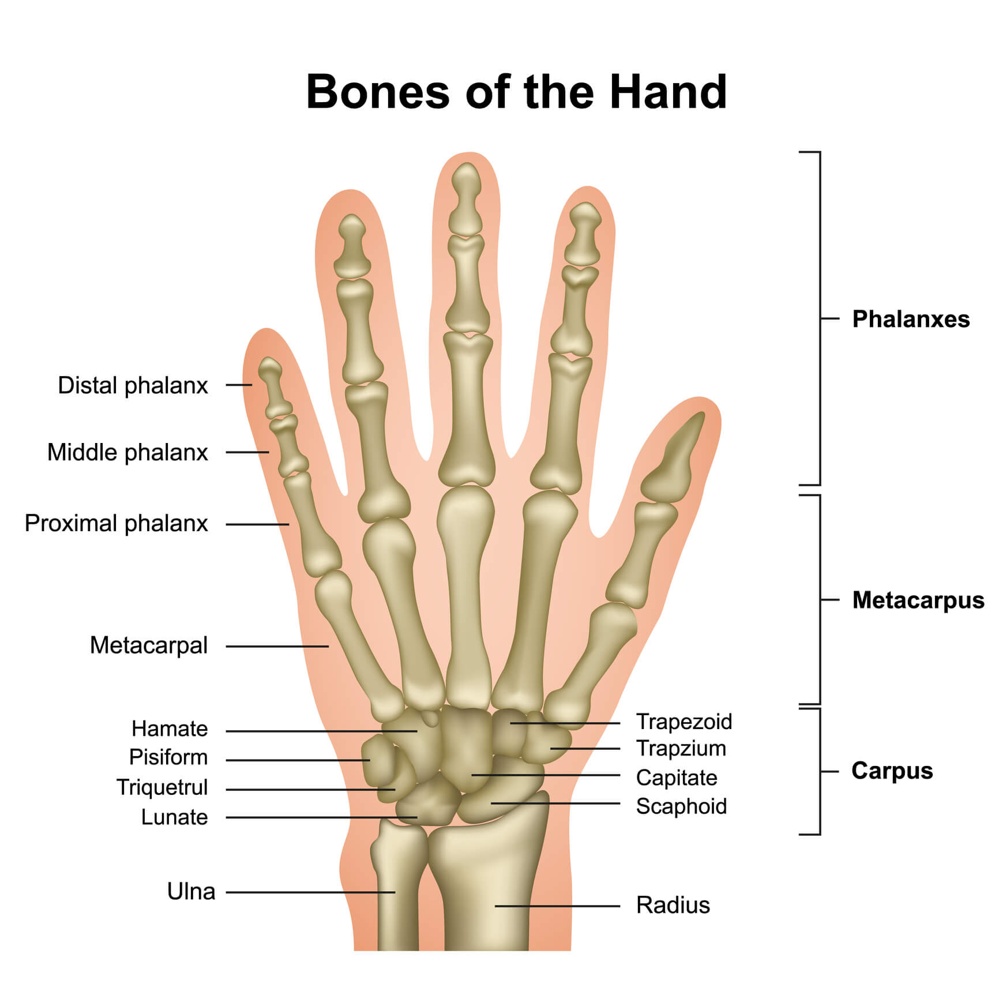 Bones of the Hand
Phalanxes
Distal phalanx
Middle phalanx
Proximal phalanx
Metacarpus
Metacarpal
Hamate
Pisiform
Triquetrul
Lunate
Trapezoid
Trapzium
Capitate
Scaphoid
Carpus
Ulna
Radius